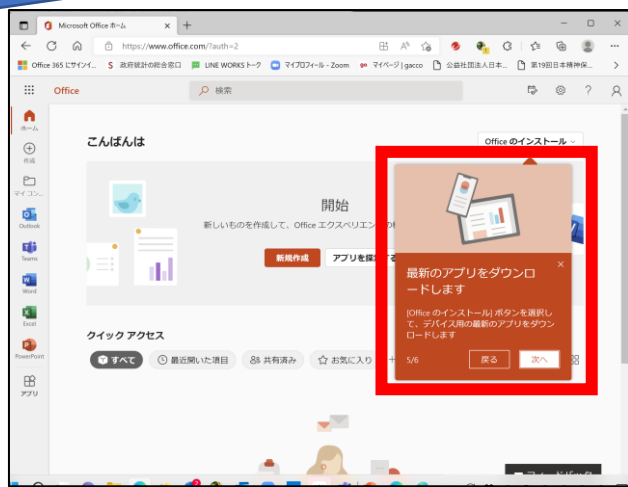 Microsoft Office ホーム
https://www.office.com/?auth=2
Office 365 にサインイ...
政府統計の総合窓口
LINE WORKS トーク
マイプロフィール - Zoom
マイページ | gacco
公益社団法人日本...
第19回日本精神保...
Office
検索
ホーム
こんばんは
Office のインストール
作成
マイ コン...
開始
Outlook
新しいものを作成して、Office エクスペリエン
Teams
新規作成
アプリを探
最新のアプリをダウンロ
ードします
[Office のインストール] ボタンを選択し
て、デバイス用の最新のアプリをダウン
ロードします
5/6
戻る
次へ
Word
Excel
クイック アクセス
PowerPoint
すべて
最近開いた項目
共有済み
お気に入り
アプリ